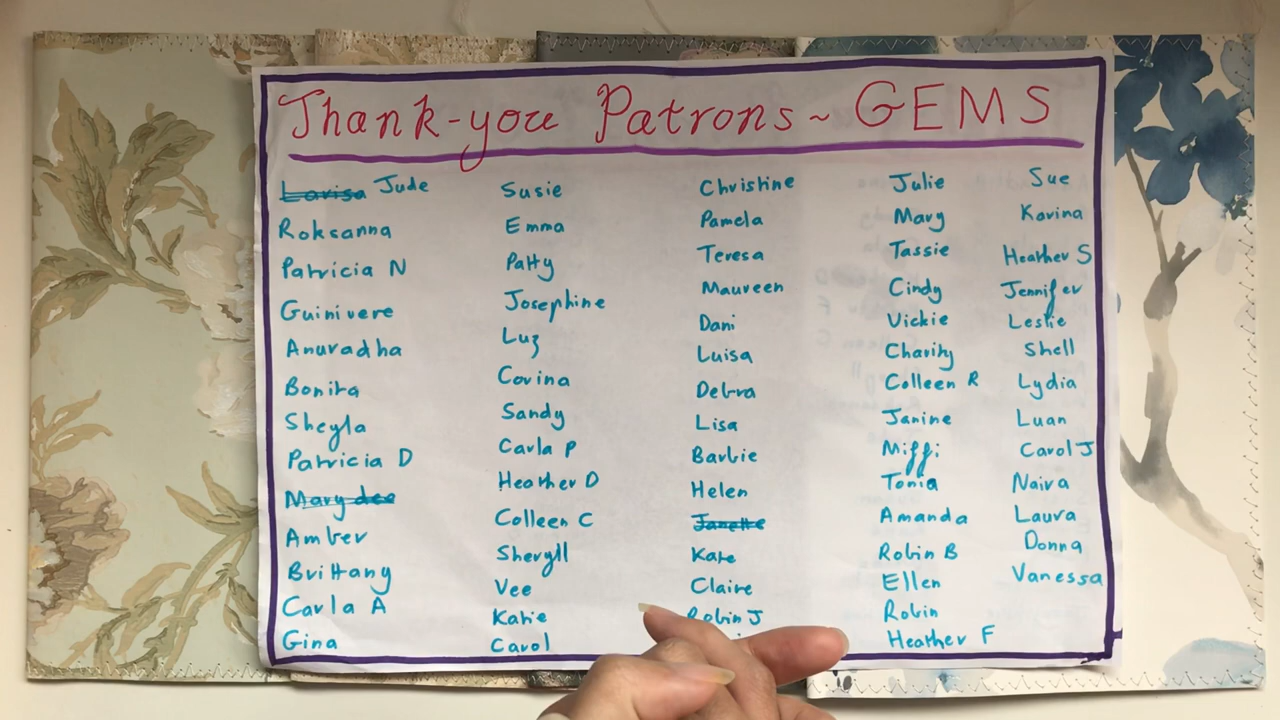 Thank-you Patrons ~ GEMS
Larisa Jude
Roksanna
Patricia N
Guinivere
Anuradha
Bonita
Sheyla
Patricia D
Mary dee
Amber
Brittany
Carla A
Gina
Susie
Emma
Patty
Josephine
Luz
Corina
Sandy
Carla P
Heather D
Colleen C
Sheryll
Vee
Katie
Carol
Christine
Pamela
Teresa
Maureen
Dani
Luisa
Debra
Lisa
Barbie
Helen
Janette
Kate
Claire
Robin J
Julie
Mary
Tassie
Cindy
Vickie
Charity
Colleen R
Janine
Miffi
Tonia
Amanda
Robin B
Ellen
Robin
Heather F
Sue
Karina
Heather S
Jennifer
Leslie
Shell
Lydia
Luan
Carol J
Naira
Laura
Donna
Vanessa